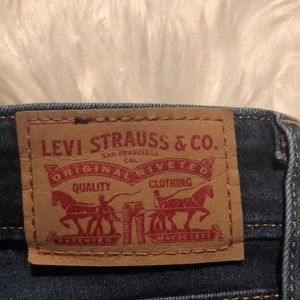 LEVI STRAUSS & CO.
SAN FRANCISCO
CAL.
ORIGINAL RIVETED
QUALITY CLOTHING
PATENTED MAY 20 1873